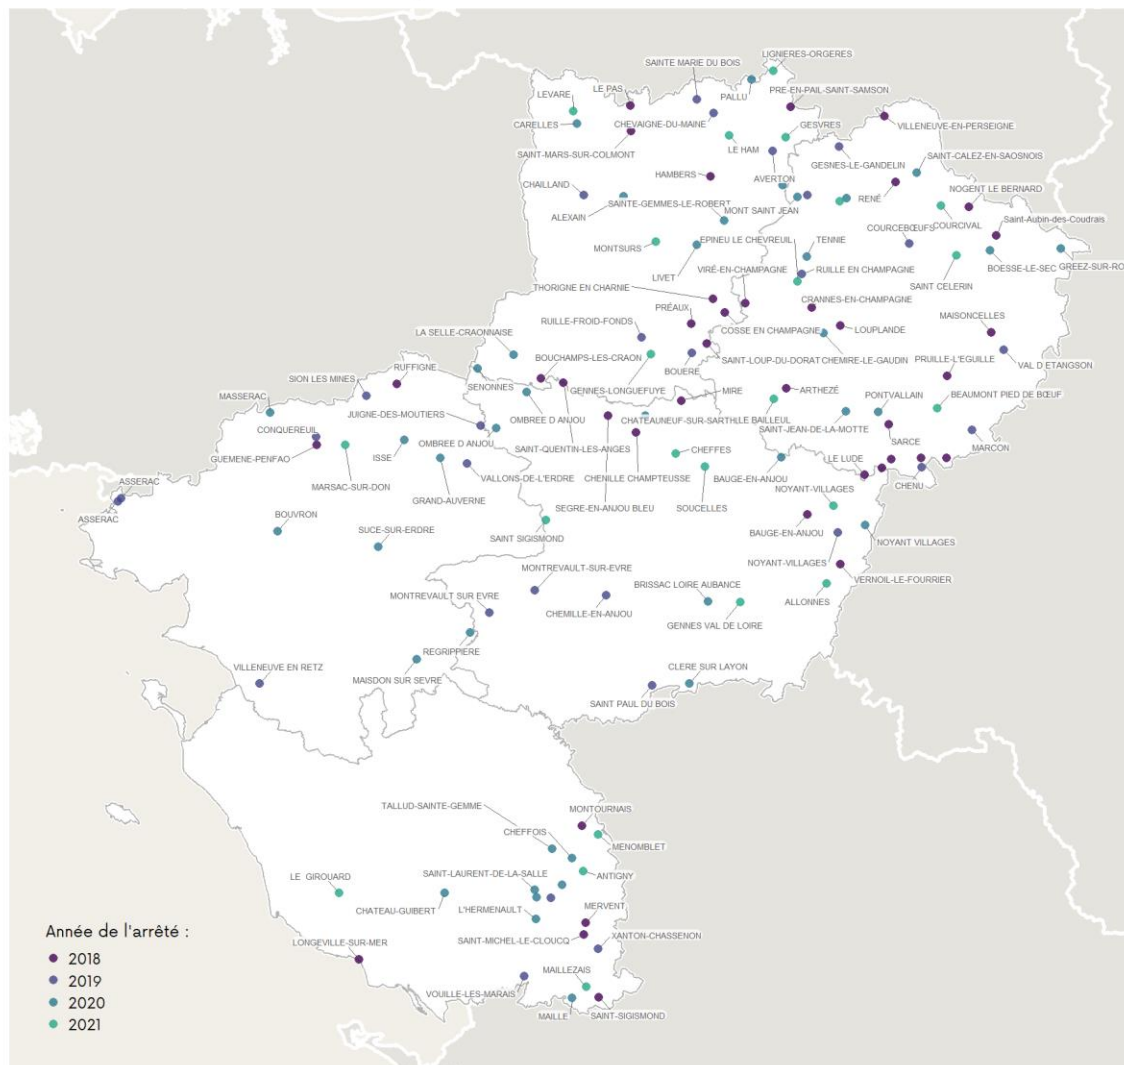 LIGNIERES-ORGERES
SAINTE MARIE DU BOIS
LE PAS
PALLU
PRE-EN-PAIL-SAINT-SAMSON
LEVARE
CARELLES
CHEVAIGNE-DU-MAINE
GESVRES
VILLENEUVE-EN-PERSEIGNE
SAINT-MARS-SUR-COLMONT
LE HAM
GESNES-LE-GANDELIN
SAINT-CALEZ-EN-SAOSNOIS
HAMBERS
AVERTON
CHAILLAND
NOGENT LE BERNARD
SAINTE-GEMMES-LE-ROBERT
RENÉ
ALEXAIN
MONT SAINT JEAN
COURCIVAL
Saint-Aubin-des-Coudrais
COURCEBŒUFS
MONTSURS
EPINEU LE CHEVREUIL
TENNIE
LIVET
BOESSE-LE-SEC
GREEZ-SUR-RO
VIRÉ-EN-CHAMPAGNE
RUILLE EN CHAMPAGNE
SAINT CELERIN
THORIGNE EN CHARNIE
CRANNES-EN-CHAMPAGNE
PRÉAUX
MAISONCELLES
RUILLE-FROID-FONDS
LA SELLE-CRAONNAISE
COSSE EN CHAMPAGNE
LOUPLANDE
BOUCHAMPS-LES-CRAON
BOUERE
SAINT-LOUP-DU-DORAT
CHEMIRE-LE-GAUDIN
PRUILLE-L'EGUILLE
VAL D ETANGSON
RUFFIGNE
SION LES MINES
SENONNES
GENNES-LONGUEFUYE
MIRE
ARTHEZÉ
PONTVALLAIN
BEAUMONT PIED DE BŒUF
MASSERAC
JUIGNE-DES-MOUTIERS
OMBREE D ANJOU
CHATEAUNEUF-SUR-SARTHE
LE BAILLEUL
SAINT-JEAN-DE-LA-MOTTE
CONQUEREUIL
OMBREE D ANJOU
SAINT-QUENTIN-LES-ANGES
CHEFFES
SARCE
MARCON
GUEMENE-PENFAO
ISSE
LE LUDE
CHENILLE CHAMPTEUSSE
BAUGE-EN-ANJOU
CHENU
VALLONS-DE-L'ERDRE
ASSERAC
MARSAC-SUR-DON
GRAND-AUVERNE
NOYANT-VILLAGES
SEGRE-EN-ANJOU BLEU
SOUCELLES
ASSERAC
BOUVRON
SUCE-SUR-ERDRE
BAUGE-EN-ANJOU
SAINT SIGISMOND
NOYANT VILLAGES
NOYANT-VILLAGES
MONTREVAULT-SUR-EVRE
VERNOIL-LE-FOURRIER
BRISSAC LOIRE AUBANCE
MONTREVAULT SUR EVRE
ALLONNES
CHEMILLE-EN-ANJOU
GENNES VAL DE LOIRE
REGRIPPIERE
VILLENEUVE EN RETZ
CLERE SUR LAYON
MAISDON SUR SEVRE
SAINT PAUL DU BOIS
TALLUD-SAINTE-GEMME
MONTOURNAIS
CHEFFOIS
MENOMBLET
SAINT-LAURENT-DE-LA-SALLE
LE GIROUARD
ANTIGNY
MERVENT
CHATEAU-GUIBERT
L'HERMENAULT
XANTON-CHASSENON
LONGEVILLE-SUR-MER
SAINT-MICHEL-LE-CLOUCQ
MAILLEZAIS
VOUILLE-LES-MARAIS
MAILLE
SAINT-SIGISMOND
Année de l'arrêté :
2018
2019
2020
2021